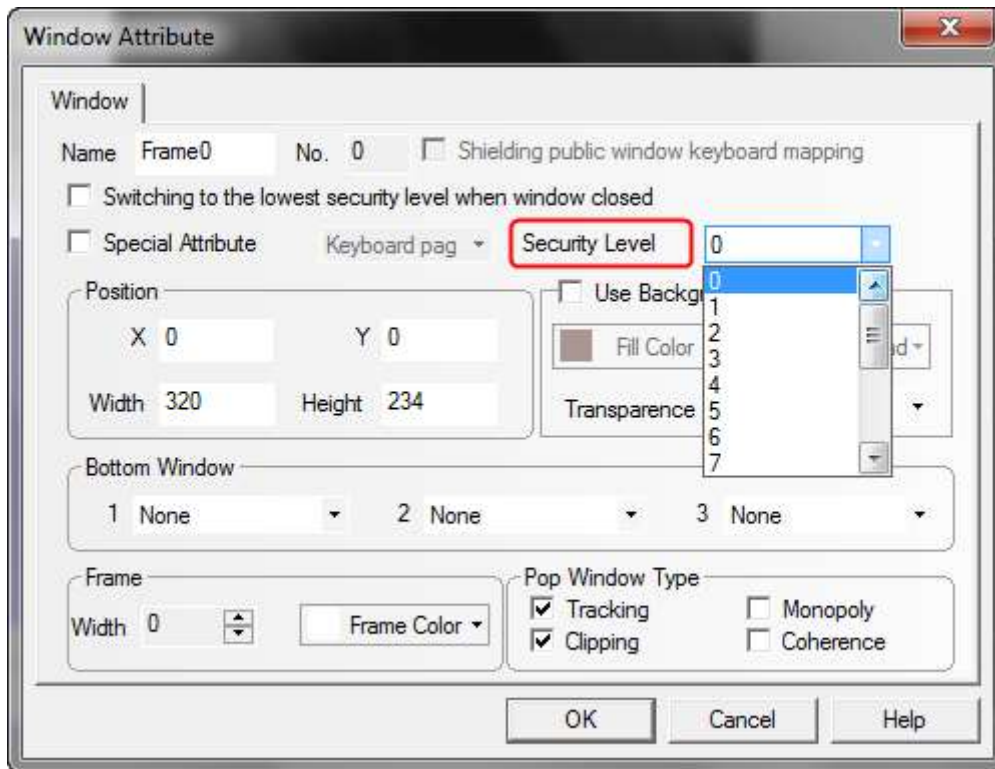 Window Attribute
Window
Name Frame0 No. 0 Shielding public window keyboard mapping
Switching to the lowest security level when window closed
Special Attribute Keyboard pag Security Level 0
Position Use Backgr 0
1
X 0 Y 0 Fill Color 2 nd
3
4
Width 320 Height 234 Transparence 5
6
7
Bottom Window
1 None 2 None 3 None
Frame Pop Window Type
Width 0 Frame Color Tracking Monopoly
Clipping Coherence
OK Cancel Help